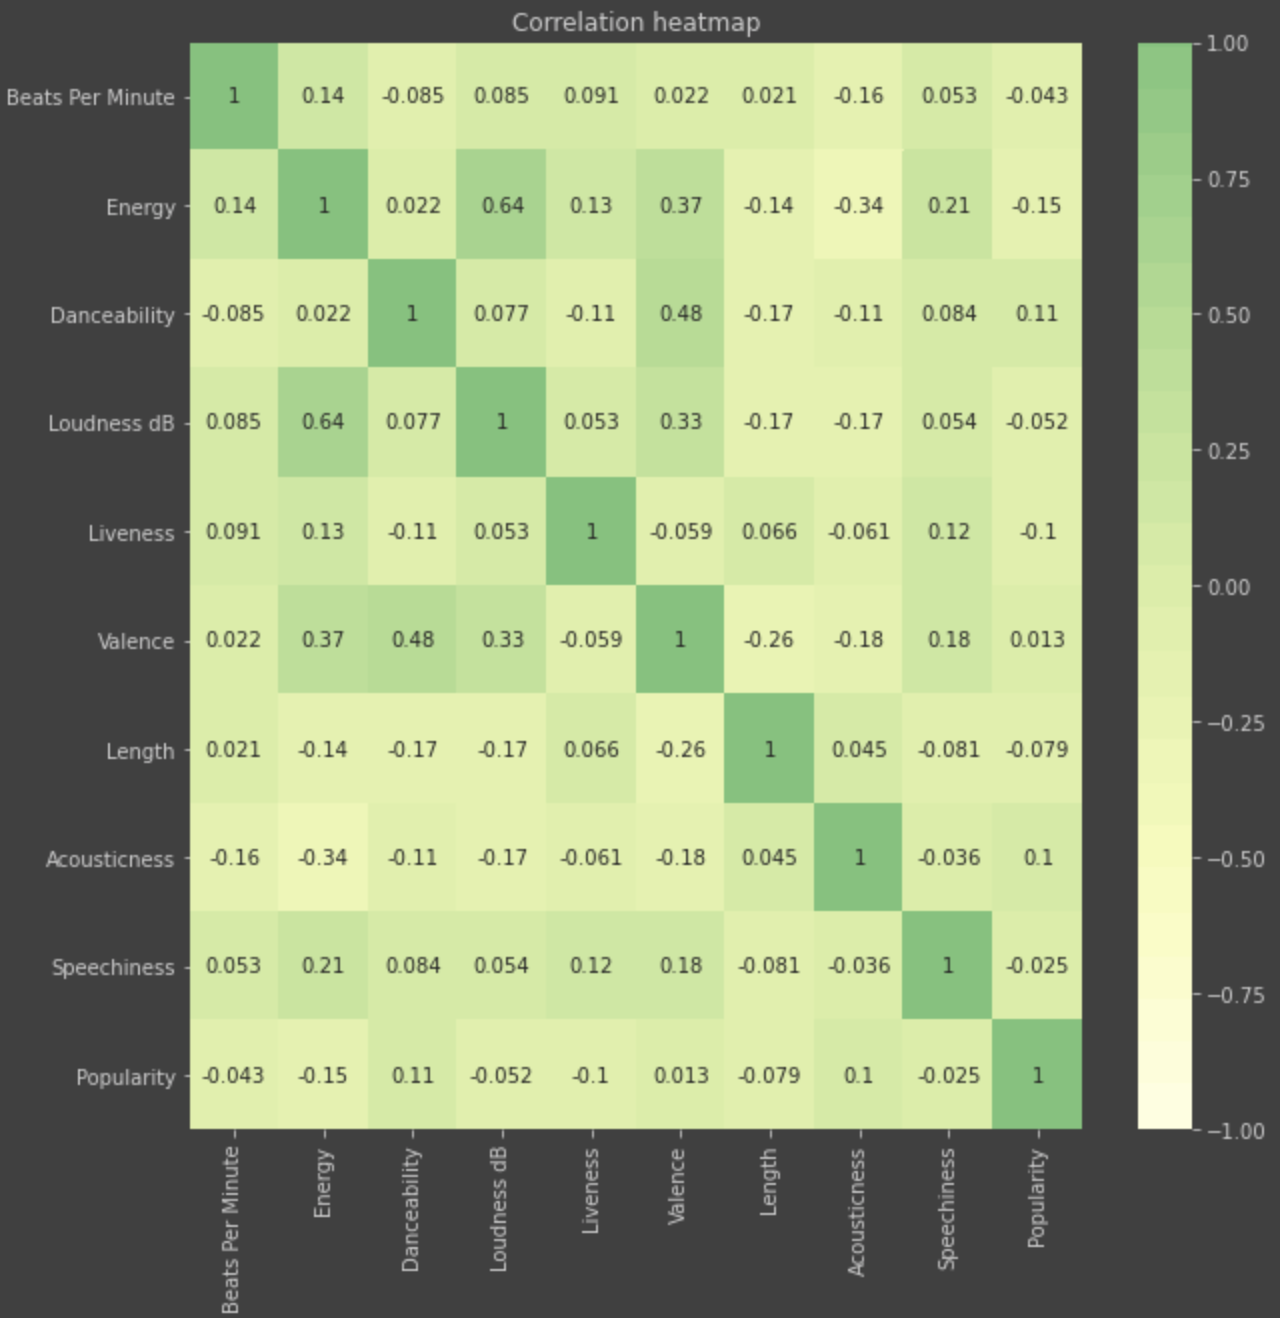 Correlation heatmap
Beats Per Minute 1 0.14 -0.085 0.085 0.091 0.022 0.021 -0.16 0.053 -0.043
Energy 0.14 1 0.022 0.64 0.13 0.37 -0.14 -0.34 0.21 -0.15
Danceability -0.085 0.022 1 0.077 -0.11 0.48 -0.17 -0.11 0.084 0.11
Loudness dB 0.085 0.64 0.077 1 0.053 0.33 -0.17 -0.17 0.054 -0.052
Liveness 0.091 0.13 -0.11 0.053 1 -0.059 0.066 -0.061 0.12 -0.1
Valence 0.022 0.37 0.48 0.33 -0.059 1 -0.26 -0.18 0.18 0.013
Length 0.021 -0.14 -0.17 -0.17 0.066 -0.26 1 0.045 -0.081 -0.079
Acousticness -0.16 -0.34 -0.11 -0.17 -0.061 -0.18 0.045 1 -0.036 0.1
Speechiness 0.053 0.21 0.084 0.054 0.12 0.18 -0.081 -0.036 1 -0.025
Popularity -0.043 -0.15 0.11 -0.052 -0.1 0.013 -0.079 0.1 -0.025 1
Beats Per Minute
Energy
Danceability
Loudness dB
Liveness
Valence
Length
Acousticness
Speechiness
Popularity
1.00
0.75
0.50
0.25
0.00
−0.25
−0.50
−0.75
−1.00